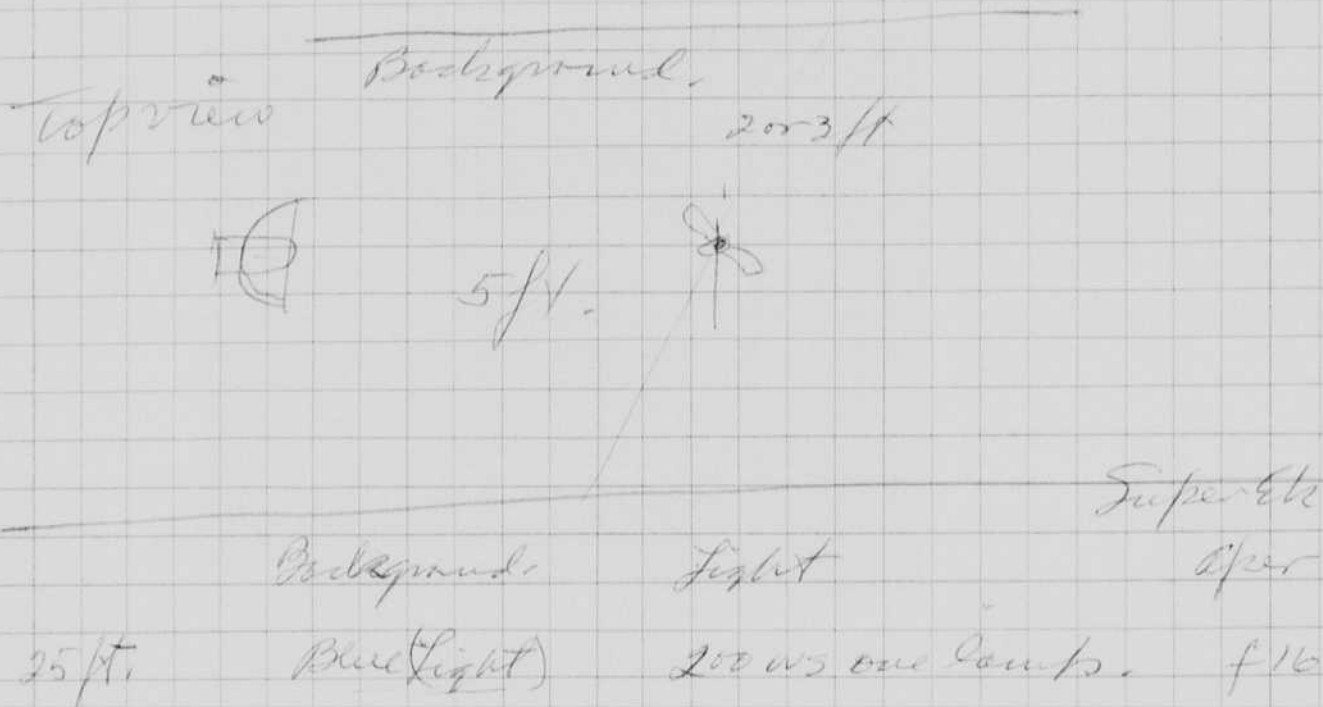 Background.
Top view
2 or 3 ft
5 ft.
Super Ek
Background. Light aper
25 ft. Blue (Light) 200 ws one lamp. f16